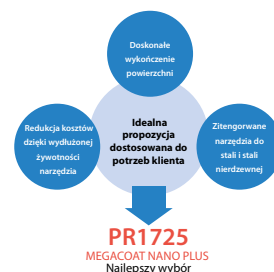 Doskonałe
wykończenie
powierzchni
Redukcja kosztów
dzięki wydłużonej
żywotności
narzędzia
Idealna
propozycja
dostosowana do
potrzeb klienta
Zitengorwane
narzędzia do
stali i stali
nierdzewnej
PR1725
MEGACOAT NANO PLUS
Najlepszy wybór